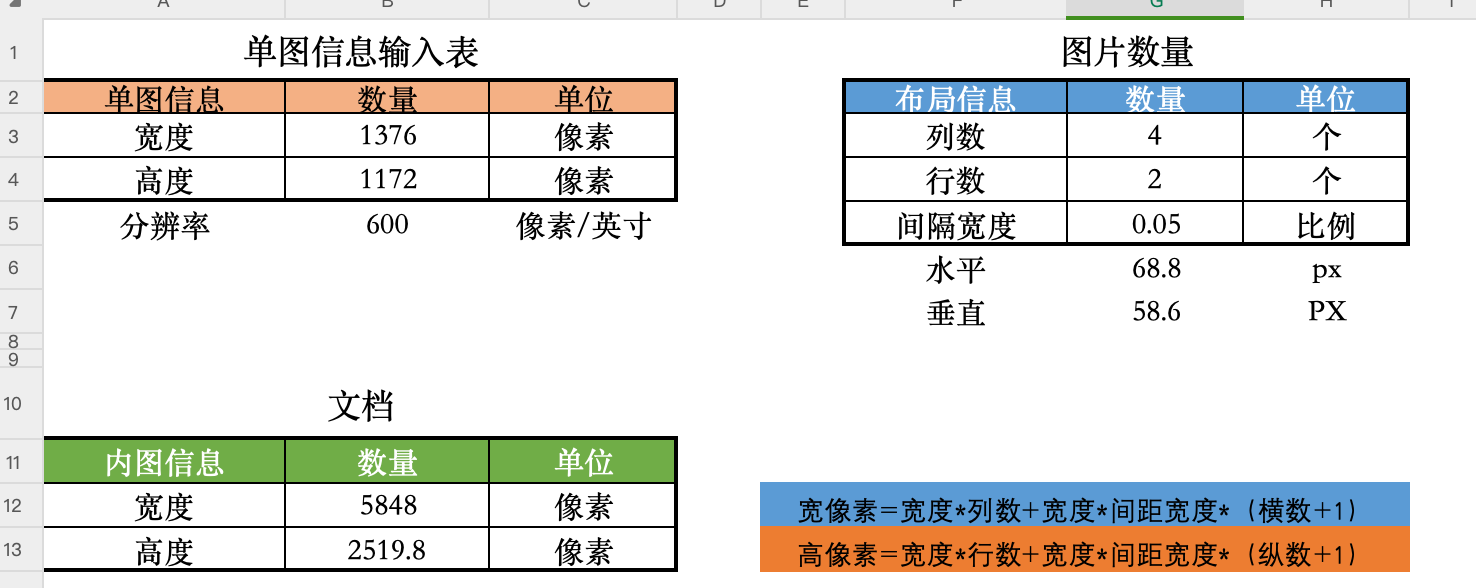 A B C D E F G H
1 单图信息输入表 图片数量
2 单图信息 数量 单位 布局信息 数量 单位
3 宽度 1376 像素 列数 4 个
4 高度 1172 像素 行数 2 个
5 分辨率 600 像素/英寸 间隔宽度 0.05 比例
6 水平 68.8 px
7 垂直 58.6 PX
8
9
10 文档
11 内图信息 数量 单位
12 宽度 5848 像素 宽像素=宽度*列数+宽度*间距宽度*（横数+1）
13 高度 2519.8 像素 高像素=宽度*行数+宽度*间距宽度*（纵数+1）